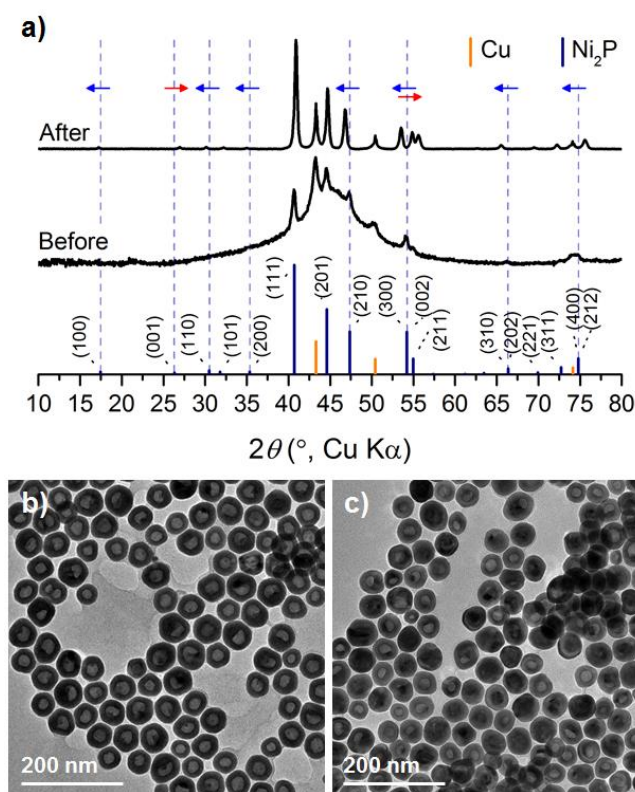 a)
Cu
Ni₂P
After
Before
(100)
(001)
(110)
(101)
(200)
(111)
(201)
(210)
(300)
(002)
(211)
(310)
(202)
(221)
(311)
(400)
(212)
10 15 20 25 30 35 40 45 50 55 60 65 70 75 80
2θ (°, Cu Kα)
b)
c)
200 nm
200 nm